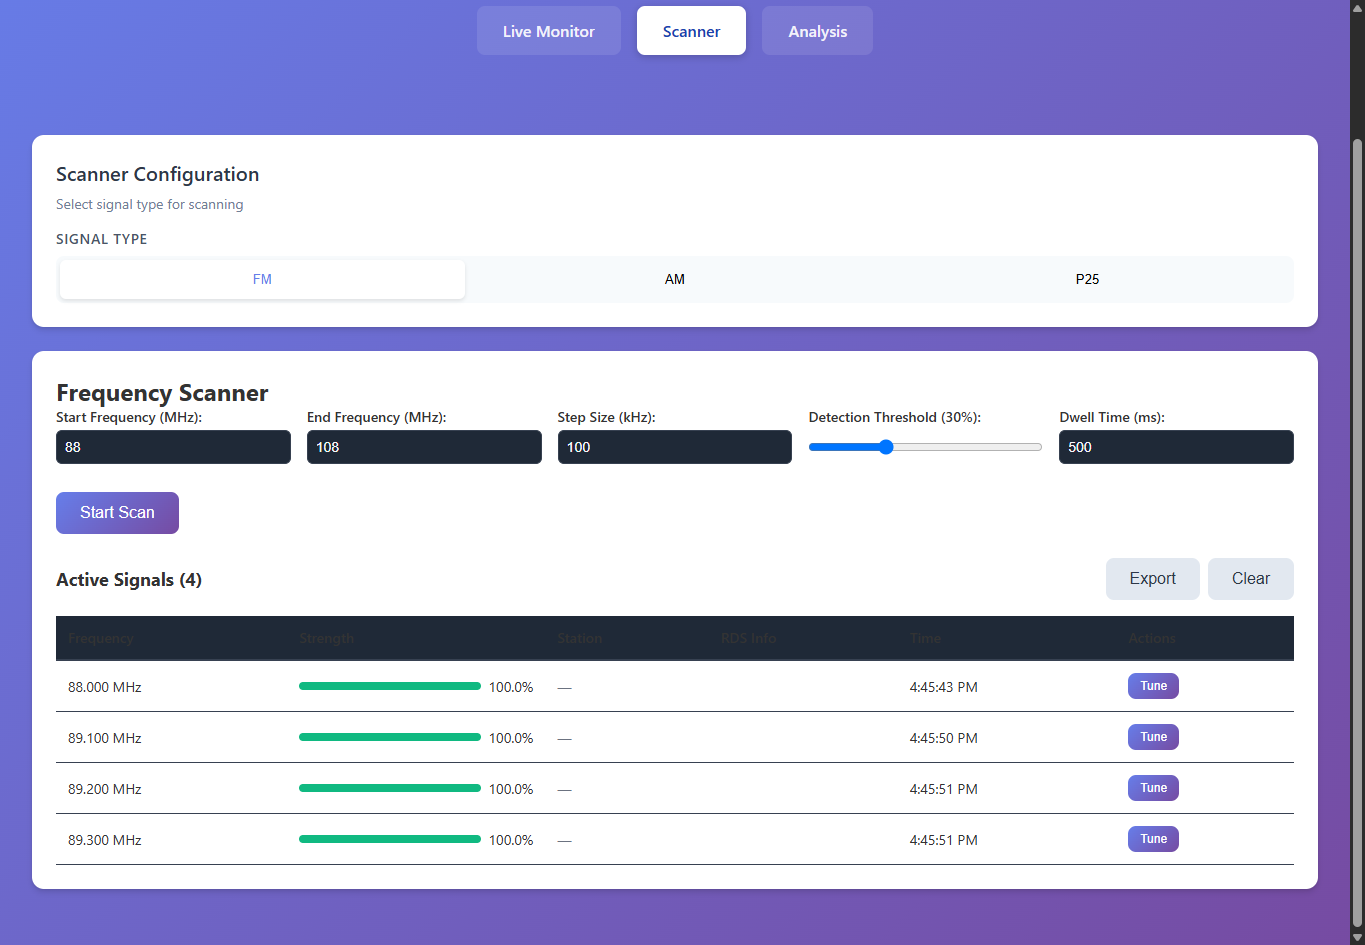 Live Monitor
Scanner
Analysis
Scanner Configuration
Select signal type for scanning
SIGNAL TYPE
FM
AM
P25
Frequency Scanner
Start Frequency (MHz):
88
End Frequency (MHz):
108
Step Size (kHz):
100
Detection Threshold (30%):
Dwell Time (ms):
500
Start Scan
Active Signals (4)
Export
Clear
Frequency Strength Station RDS Info Time Actions
88.000 MHz 100.0% — 4:45:43 PM Tune
89.100 MHz 100.0% — 4:45:50 PM Tune
89.200 MHz 100.0% — 4:45:51 PM Tune
89.300 MHz 100.0% — 4:45:51 PM Tune